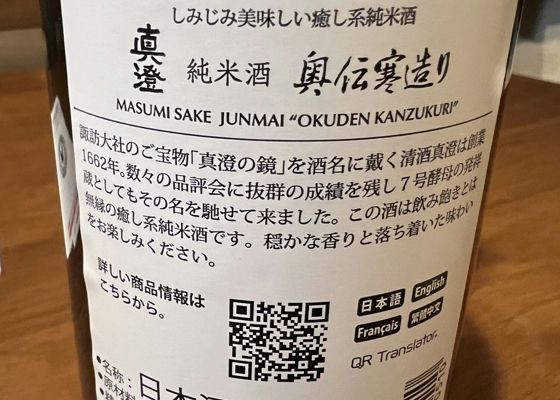 しみじみ美味しい癒し系純米酒
真澄 純米酒 奥伝寒造り
MASUMI SAKE JUNMAI “OKUDEN KANZUKURI”
諏訪大社のご宝物「真澄の鏡」を酒名に戴く清酒真澄は創業
1662年。数々の品評会に抜群の成績を残し7号酵母の発祥
蔵としてもその名を馳せて来ました。この酒は飲み飽きとは
無縁の癒し系純米酒です。穏かな香りと落ち着いた味わい
をお楽しみください。
詳しい商品情報は
こちらから。
日本語 English
Français 繁體中文
QR Translator.
●名称：日本酒
●原材料